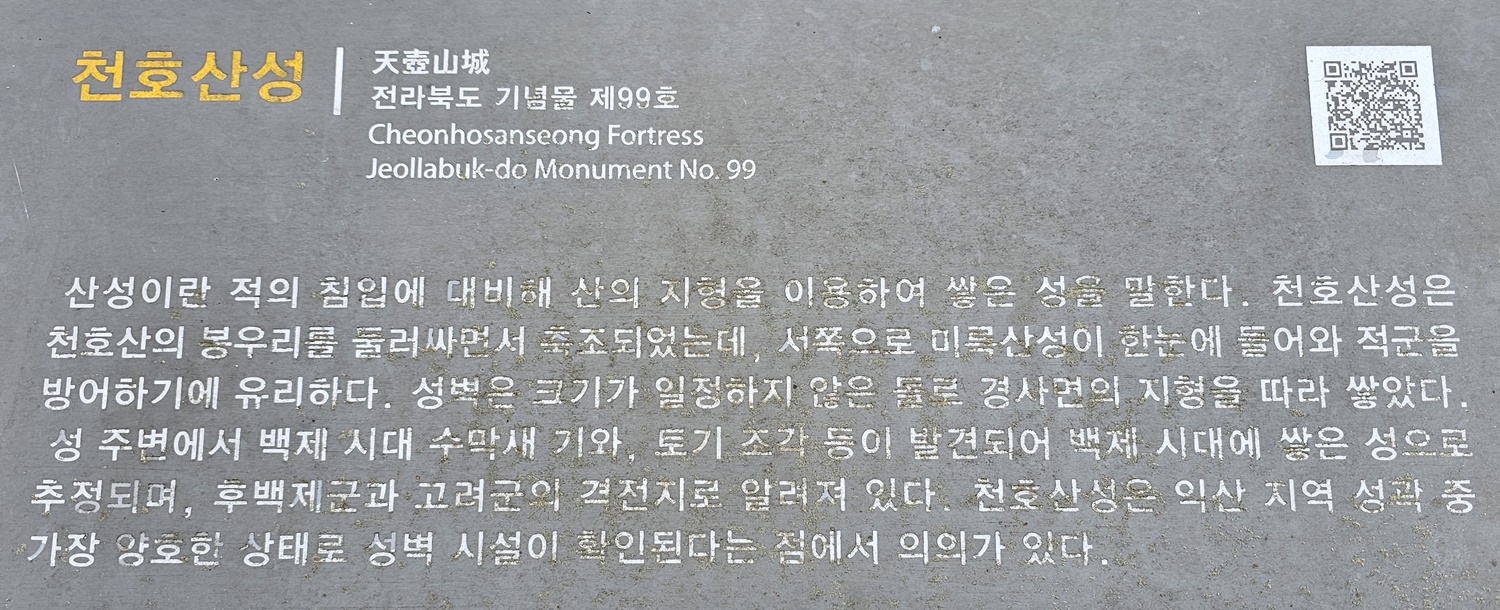 천호산성
天壺山城
전라북도 기념물 제99호
Cheonhosanseong Fortress
Jeollabuk-do Monument No. 99
산성이란 적의 침입에 대비해 산의 지형을 이용하여 쌓은 성을 말한다. 천호산성은
천호산의 봉우리를 둘러싸면서 축조되었는데, 서쪽으로 미륵산성이 한눈에 들어와 적군을
방어하기에 유리하다. 성벽은 크기가 일정하지 않은 돌로 경사면의 지형을 따라 쌓았다.
성 주변에서 백제 시대 수막새 기와, 토기 조각 등이 발견되어 백제 시대에 쌓은 성으로
추정되며, 후백제군과 고려군의 격전지로 알려져 있다. 천호산성은 익산 지역 성곽 중
가장 양호한 상태로 성벽 시설이 확인된다는 점에서 의의가 있다.